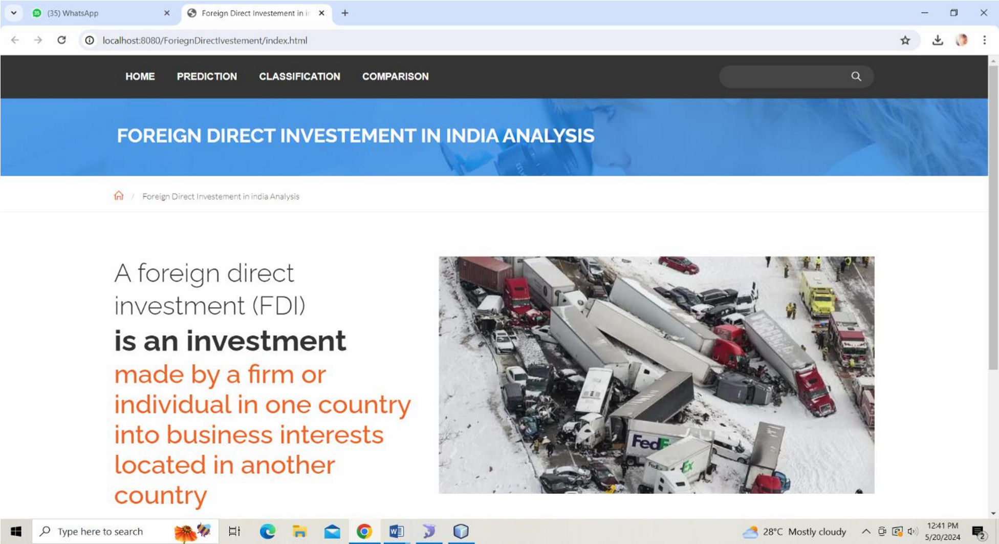 (35) WhatsApp
Foreign Direct Investement in in
localhost:8080/ForiegnDirectIvestement/index.html
HOME PREDICTION CLASSIFICATION COMPARISON
FOREIGN DIRECT INVESTEMENT IN INDIA ANALYSIS
/ Foreign Direct Investement in india Analysis
A foreign direct
investment (FDI)
is an investment
made by a firm or
individual in one country
into business interests
located in another
country
FedEx
FedEx
Type here to search
28°C Mostly cloudy
12:41 PM
5/20/2024
2